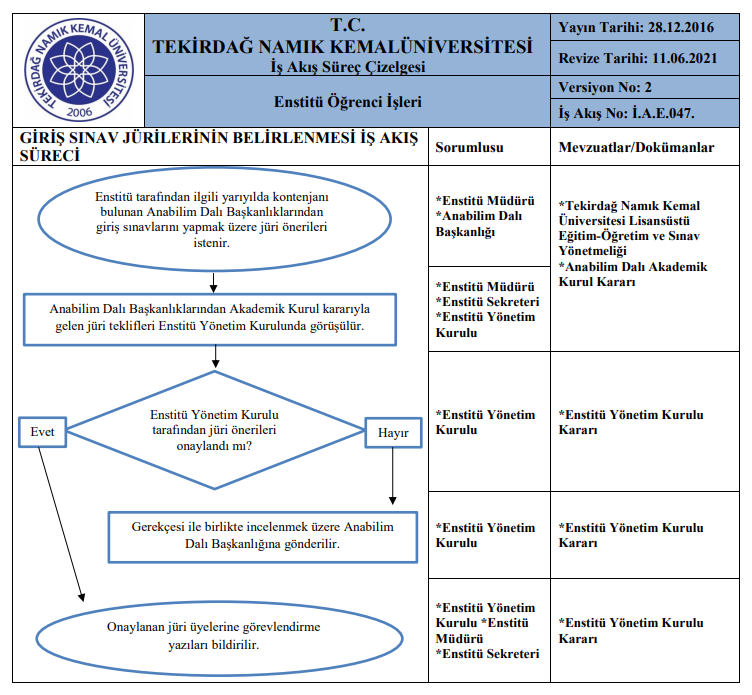 TEKİRDAĞ NAMIK KEMAL ÜNİVERSİTESİ
2006
T.C.
TEKİRDAĞ NAMIK KEMALÜNİVERSİTESİ
İş Akış Süreç Çizelgesi
Enstitü Öğrenci İşleri
Yayın Tarihi: 28.12.2016
Revize Tarihi: 11.06.2021
Versiyon No: 2
İş Akış No: İ.A.E.047.
GİRİŞ SINAV JÜRİLERİNİN BELİRLENMESİ İŞ AKIŞ
SÜRECİ
Sorumlusu
Mevzuatlar/Dokümanlar
Enstitü tarafından ilgili yarıyılda kontenjanı
bulunan Anabilim Dalı Başkanlıklarından
giriş sınavlarını yapmak üzere jüri önerileri
istenir.
*Enstitü Müdürü
*Anabilim Dalı
Başkanlığı
*Tekirdağ Namık Kemal
Üniversitesi Lisansüstü
Eğitim-Öğretim ve Sınav
Yönetmeliği
*Anabilim Dalı Akademik
Kurul Kararı
Anabilim Dalı Başkanlıklarından Akademik Kurul kararıyla
gelen jüri teklifleri Enstitü Yönetim Kurulunda görüşülür.
*Enstitü Müdürü
*Enstitü Sekreteri
*Enstitü Yönetim
Kurulu
Enstitü Yönetim Kurulu
tarafından jüri önerileri
onaylandı mı?
Evet
Hayır
*Enstitü Yönetim
Kurulu
*Enstitü Yönetim Kurulu
Kararı
Gerekçesi ile birlikte incelenmek üzere Anabilim
Dalı Başkanlığına gönderilir.
*Enstitü Yönetim
Kurulu
*Enstitü Yönetim Kurulu
Kararı
Onaylanan jüri üyelerine görevlendirme
yazıları bildirilir.
*Enstitü Yönetim
Kurulu *Enstitü
Müdürü
*Enstitü Sekreteri
*Enstitü Yönetim Kurulu
Kararı